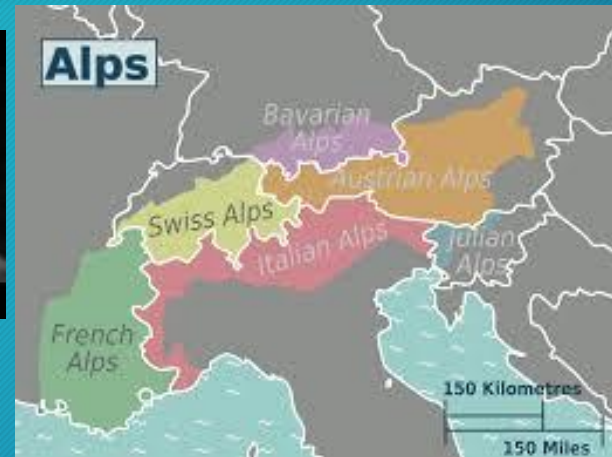 Alps
Bavarian
Alps
Austrian Alps
Swiss Alps
Italian Alps
Julian
Alps
French
Alps
150 Kilometres
150 Miles